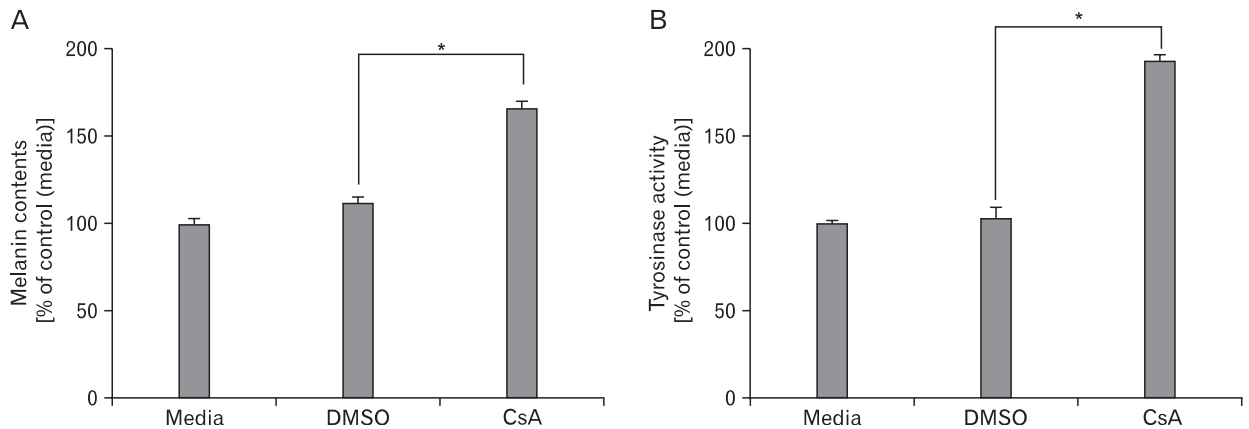 A
Melanin contents
[% of control (media)]
200
150
100
50
0
*
Media DMSO CsA
B
Tyrosinase activity
[% of control (media)]
200
150
100
50
0
*
Media DMSO CsA